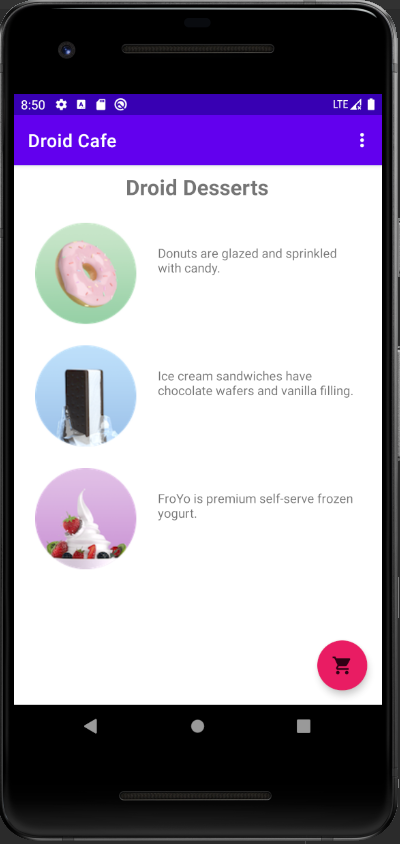 8:50 LTE
Droid Cafe
Droid Desserts
Donuts are glazed and sprinkled
with candy.
Ice cream sandwiches have
chocolate wafers and vanilla filling.
FroYo is premium self-serve frozen
yogurt.